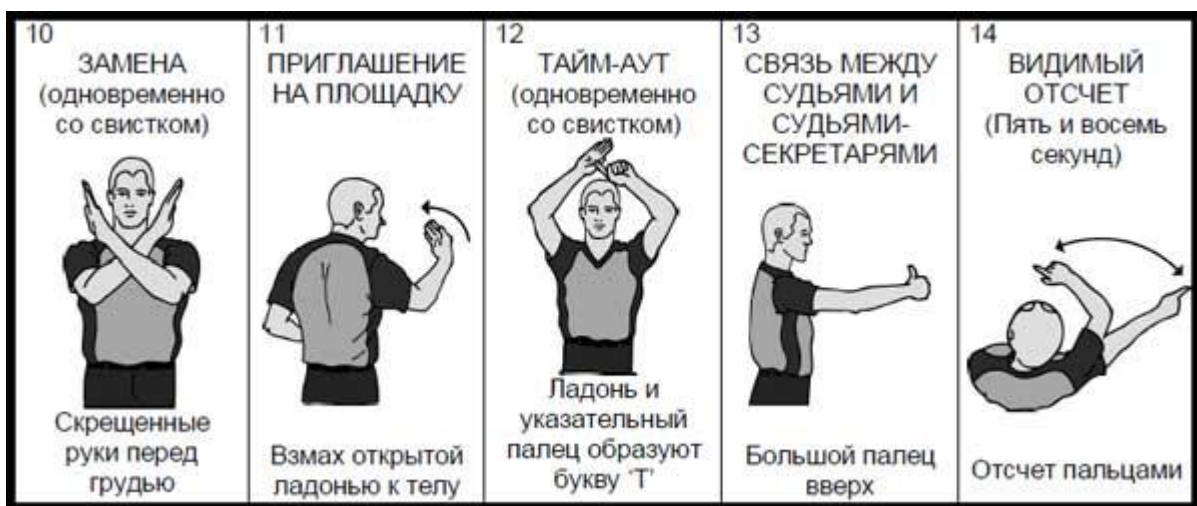 10
ЗАМЕНА
(одновременно
со свистком)
Скрещенные
руки перед
грудью
11
ПРИГЛАШЕНИЕ
НА ПЛОЩАДКУ
Взмах открытой
ладонью к телу
12
ТАЙМ-АУТ
(одновременно
со свистком)
Ладонь и
указательный
палец образуют
букву 'Т'
13
СВЯЗЬ МЕЖДУ
СУДЬЯМИ И
СУДЬЯМИ-
СЕКРЕТАРЯМИ
Большой палец
вверх
14
ВИДИМЫЙ
ОТСЧЕТ
(Пять и восемь
секунд)
Отсчет пальцами